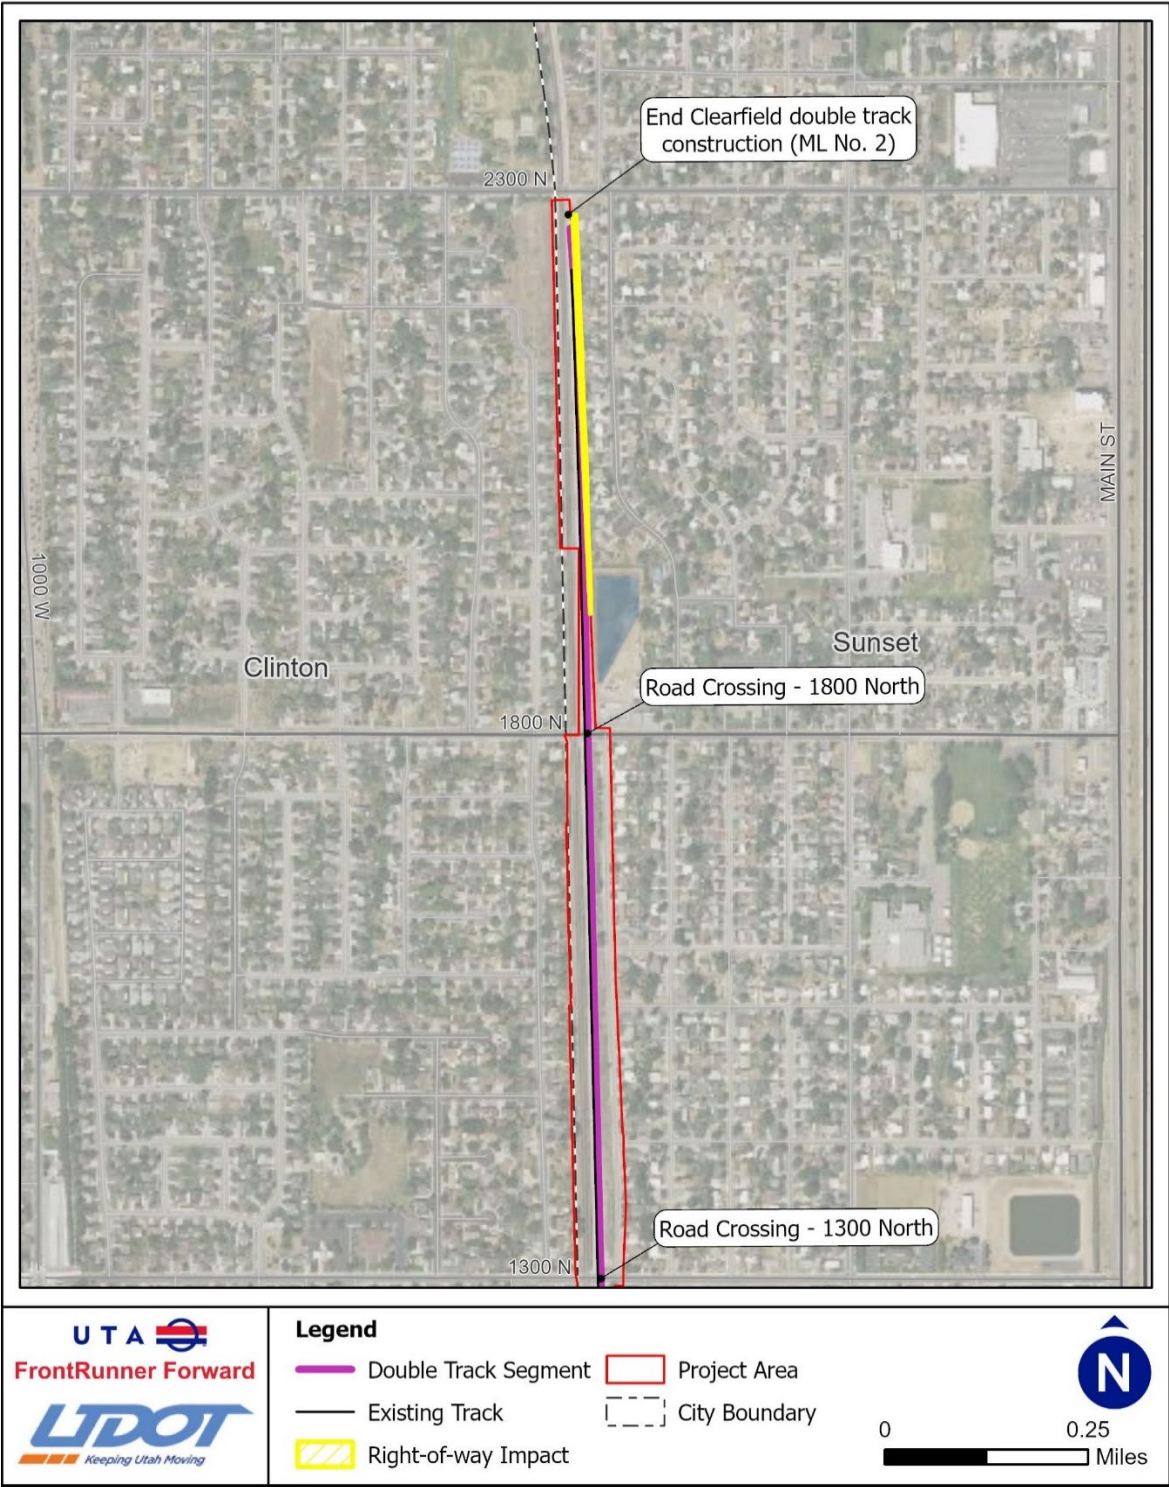 End Clearfield double track
construction (ML No. 2)
2300 N
MAIN ST
1000 W
Sunset
Clinton
Road Crossing - 1800 North
1800 N
Road Crossing - 1300 North
1300 N
UTA
FrontRunner Forward
UDOT
Keeping Utah Moving
Legend
Double Track Segment
Project Area
Existing Track
City Boundary
Right-of-way Impact
N
0 0.25
Miles